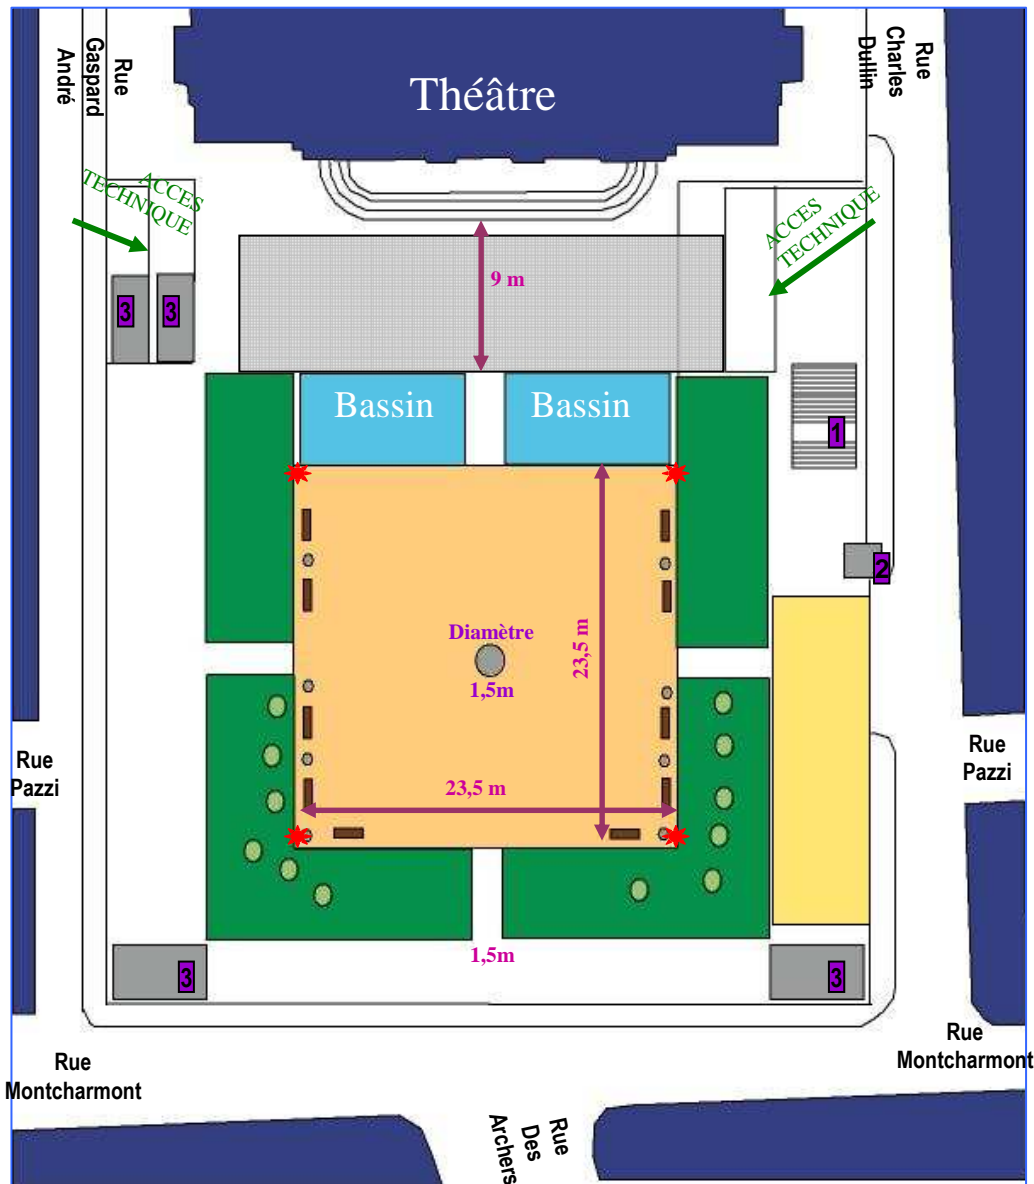 Rue
Gaspard
André
Théâtre
Rue
Charles
Dullin
ACCES
TECHNIQUE
ACCES
TECHNIQUE
9 m
3
3
Bassin
Bassin
1
2
Diamètre
1,5m
23,5 m
23,5 m
Rue
Pazzi
Rue
Pazzi
1,5m
3
3
Rue
Montcharmont
Rue
Montcharmont
Rue
Des
Archers